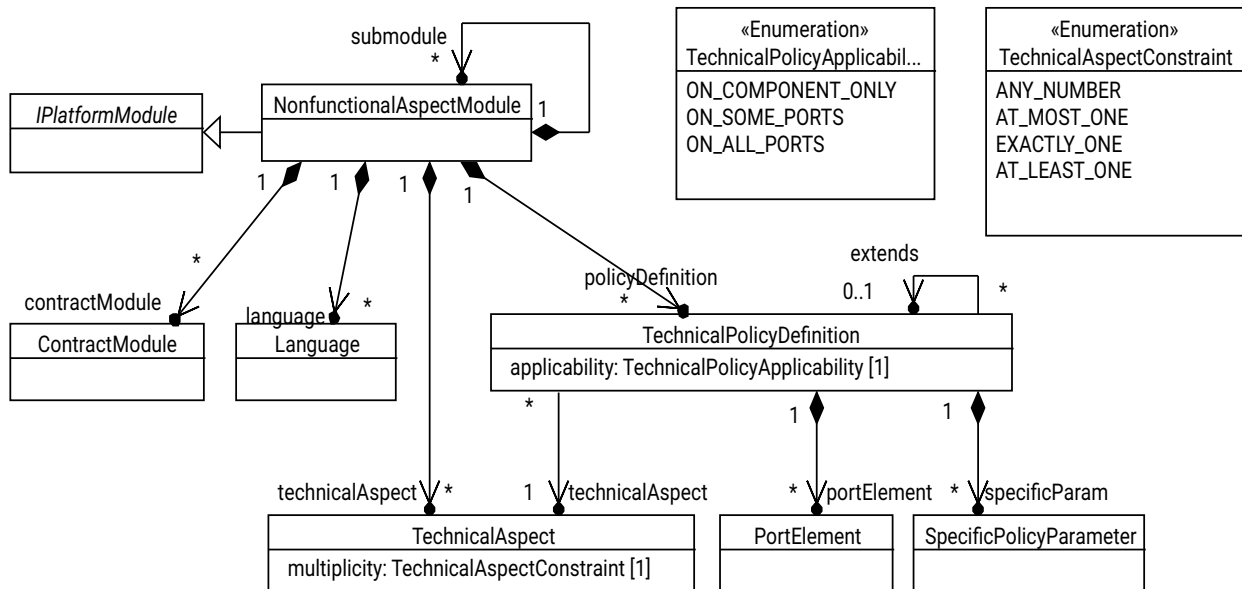 submodule
*
«Enumeration»
TechnicalPolicyApplicabil...
ON_COMPONENT_ONLY
ON_SOME_PORTS
ON_ALL_PORTS
«Enumeration»
TechnicalAspectConstraint
ANY_NUMBER
AT_MOST_ONE
EXACTLY_ONE
AT_LEAST_ONE
IPlatformModule
NonfunctionalAspectModule
1
1
1
1
1
*
contractModule
ContractModule
language
*
Language
policyDefinition
*
extends
0..1
*
TechnicalPolicyDefinition
applicability: TechnicalPolicyApplicability [1]
*
1
1
technicalAspect
*
1
technicalAspect
*
portElement
*
specificParam
TechnicalAspect
multiplicity: TechnicalAspectConstraint [1]
PortElement
SpecificPolicyParameter